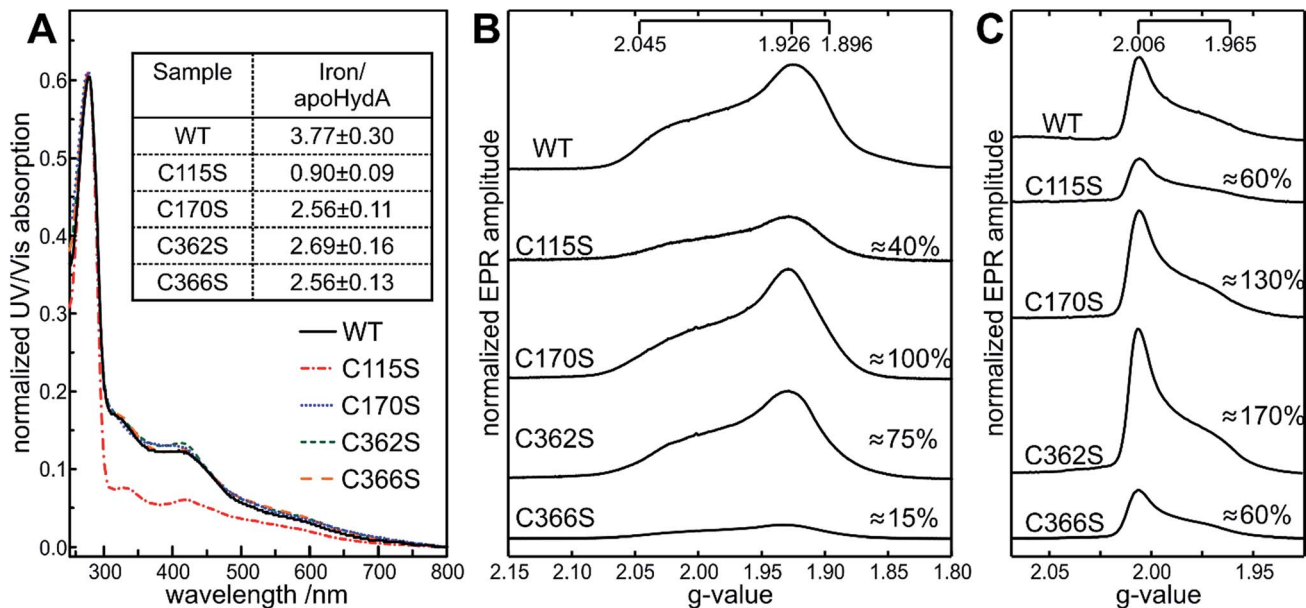 A
normalized UV/Vis absorption
0.6
0.5
0.4
0.3
0.2
0.1
0.0
Sample Iron/
apoHydA
WT 3.77±0.30
C115S 0.90±0.09
C170S 2.56±0.11
C362S 2.69±0.16
C366S 2.56±0.13
WT
C115S
C170S
C362S
C366S
300 400 500 600 700 800
wavelength /nm
B
normalized EPR amplitude
2.045 1.926 1.896
WT
C115S ≈40%
C170S ≈100%
C362S ≈75%
C366S ≈15%
2.15 2.10 2.05 2.00 1.95 1.90 1.85 1.80
g-value
C
normalized EPR amplitude
2.006 1.965
WT
C115S ≈60%
C170S ≈130%
C362S ≈170%
C366S ≈60%
2.05 2.00 1.95
g-value